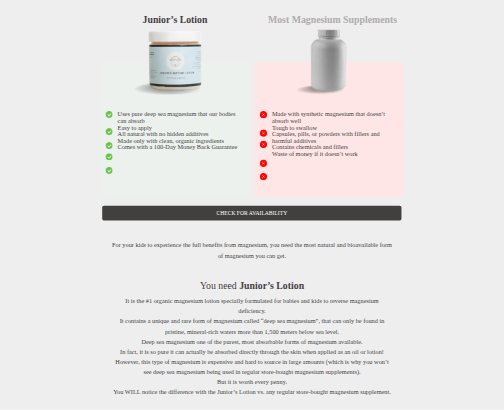 Junior's Lotion
Most Magnesium Supplements
Uses pure deep sea magnesium that our bodies
can absorb
Easy to apply
All natural with no hidden additives
Made only with clean, organic ingredients
Comes with a 100-Day Money Back Guarantee
Made with synthetic magnesium that doesn't
absorb well
Tough to swallow
Capsules, pills, or powders with fillers and
harmful additives
Contains chemicals and fillers
Waste of money if it doesn't work
CHECK FOR AVAILABILITY
For your kids to experience the full benefits from magnesium, you need the most natural and bioavailable form
of magnesium you can get.
You need Junior's Lotion
It is the #1 organic magnesium lotion specially formulated for babies and kids to reverse magnesium
deficiency.
It contains a unique and rare form of magnesium called "deep sea magnesium", that can only be found in
pristine, mineral-rich waters more than 1,500 meters below sea level.
Deep sea magnesium one of the purest, most absorbable forms of magnesium available.
In fact, it is so pure it can actually be absorbed directly through the skin when applied as an oil or lotion!
However, this type of magnesium is expensive and hard to source in large amounts (which is why you won't
see deep sea magnesium being used in regular store-bought magnesium supplements).
But it is worth every penny.
You WILL notice the difference with the Junior's Lotion vs. any regular store-bought magnesium supplement.